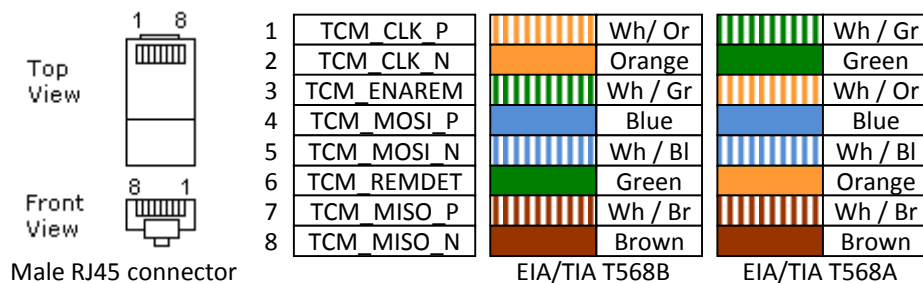 1 8
Top
View
8 1
Front
View
Male RJ45 connector
1 TCM_CLK_P Wh/ Or Wh / Gr
2 TCM_CLK_N Orange Green
3 TCM_ENAREM Wh / Gr Wh / Or
4 TCM_MOSI_P Blue Blue
5 TCM_MOSI_N Wh / Bl Wh / Bl
6 TCM_REMDET Green Orange
7 TCM_MISO_P Wh / Br Wh / Br
8 TCM_MISO_N Brown Brown
EIA/TIA T568B EIA/TIA T568A